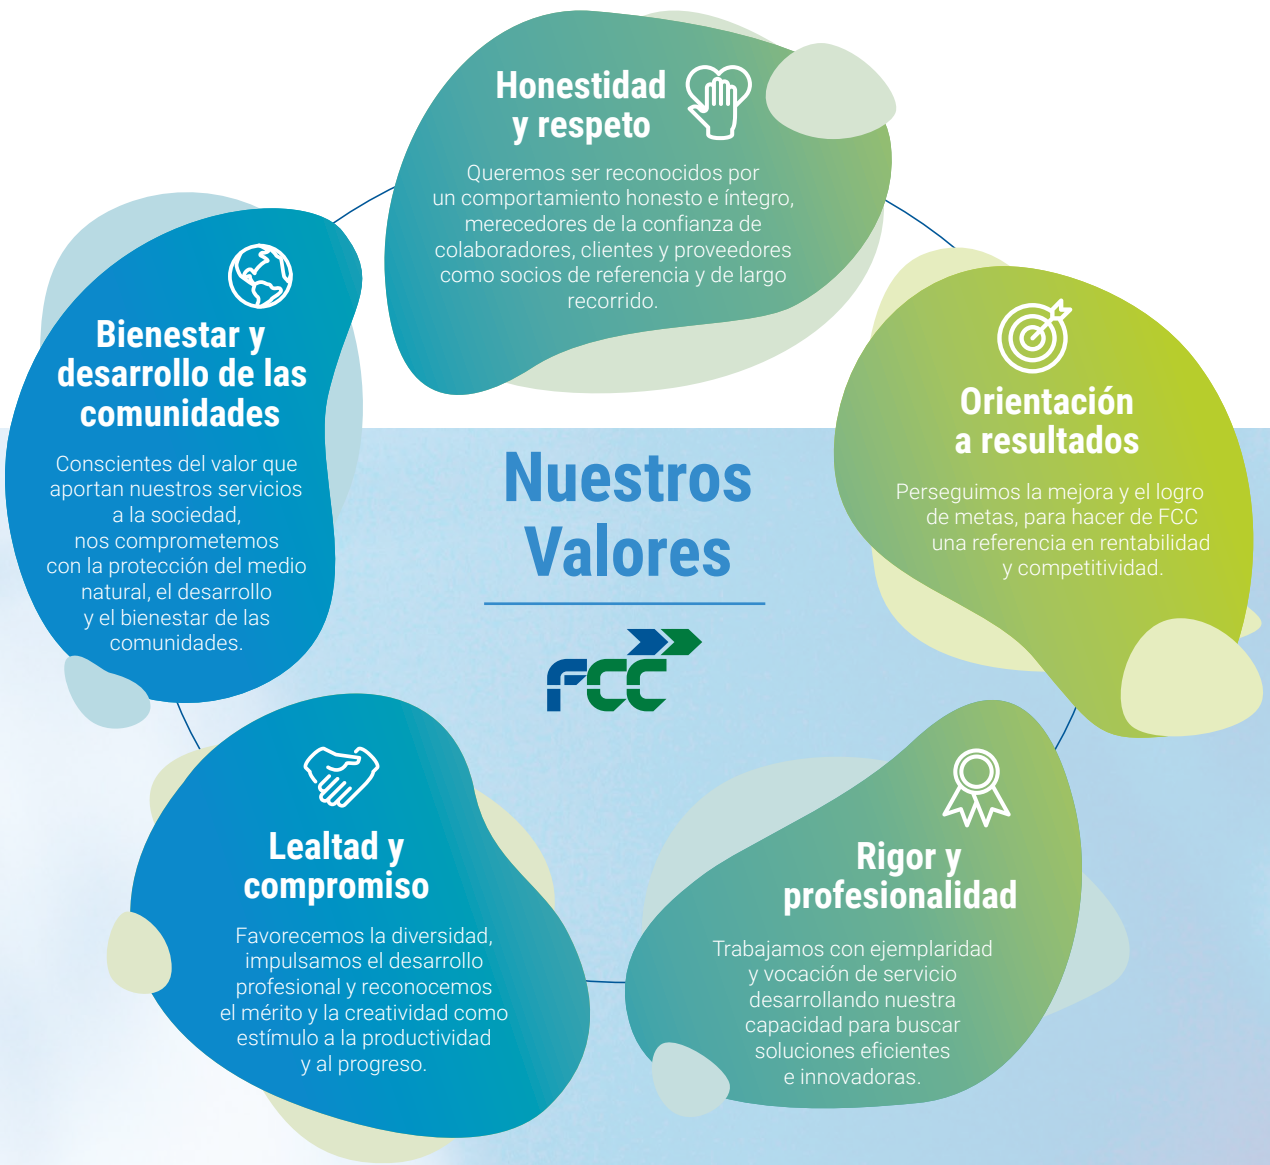 Honestidad
y respeto
Queremos ser reconocidos por
un comportamiento honesto e íntegro,
merecedores de la confianza de
colaboradores, clientes y proveedores
como socios de referencia y de largo
recorrido.
Bienestar y
desarrollo de las
comunidades
Conscientes del valor que
aportan nuestros servicios
a la sociedad,
nos comprometemos
con la protección del medio
natural, el desarrollo
y el bienestar de las
comunidades.
Orientación
a resultados
Perseguimos la mejora y el logro
de metas, para hacer de FCC
una referencia en rentabilidad
y competitividad.
Nuestros
Valores
FCC
Lealtad y
compromiso
Favorecemos la diversidad,
impulsamos el desarrollo
profesional y reconocemos
el mérito y la creatividad como
estímulo a la productividad
y al progreso.
Rigor y
profesionalidad
Trabajamos con ejemplaridad
y vocación de servicio
desarrollando nuestra
capacidad para buscar
soluciones eficientes
e innovadoras.